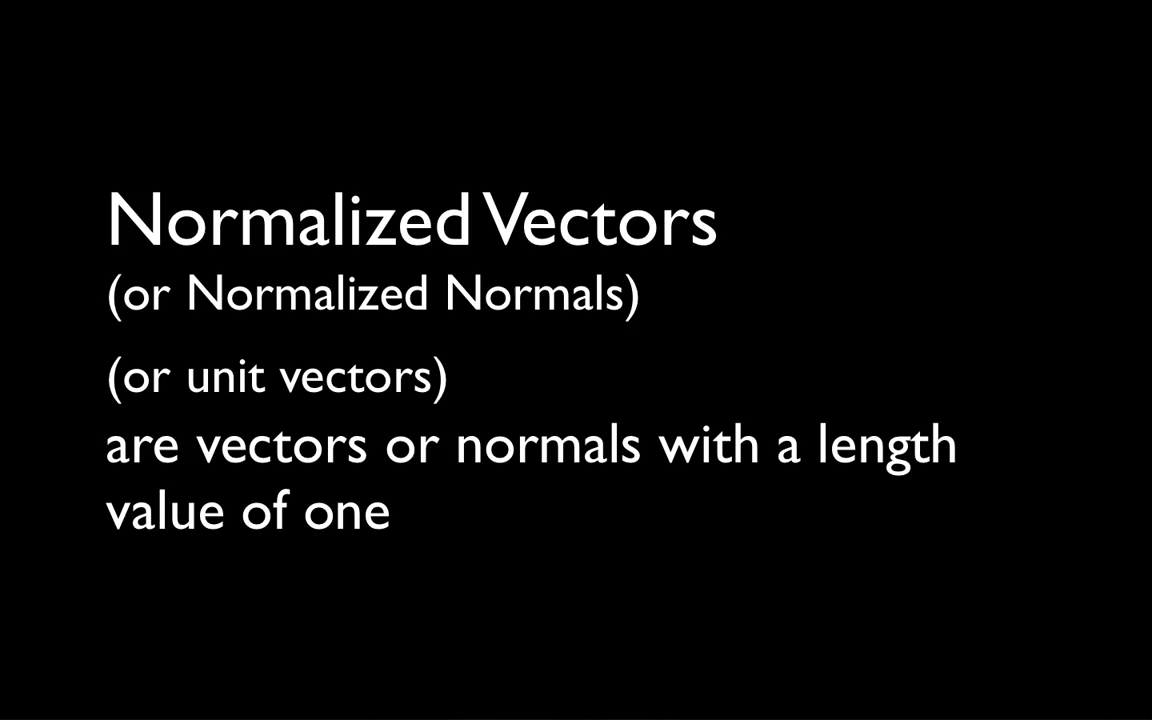 Normalized Vectors
(or Normalized Normals)
(or unit vectors)
are vectors or normals with a length
value of one